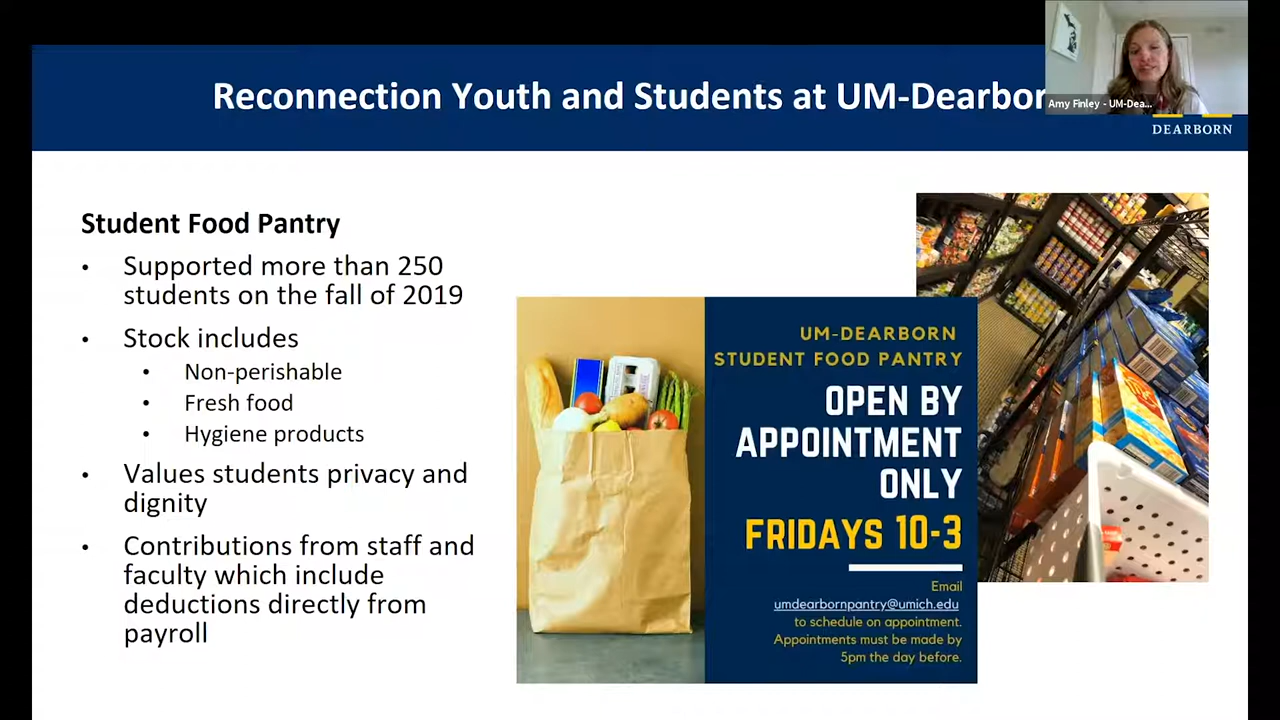 Reconnection Youth and Students at UM-Dearbor
Amy Finley - UM-Dea...
DEARBORN
Student Food Pantry
• Supported more than 250
students on the fall of 2019
• Stock includes
• Non-perishable
• Fresh food
• Hygiene products
• Values students privacy and
dignity
• Contributions from staff and
faculty which include
deductions directly from
payroll
UM-DEARBORN
STUDENT FOOD PANTRY
OPEN BY
APPOINTMENT
ONLY
FRIDAYS 10-3
Email
umdearbornpantry@umich.edu
to schedule on appointment.
Appointments must be made by
5pm the day before.